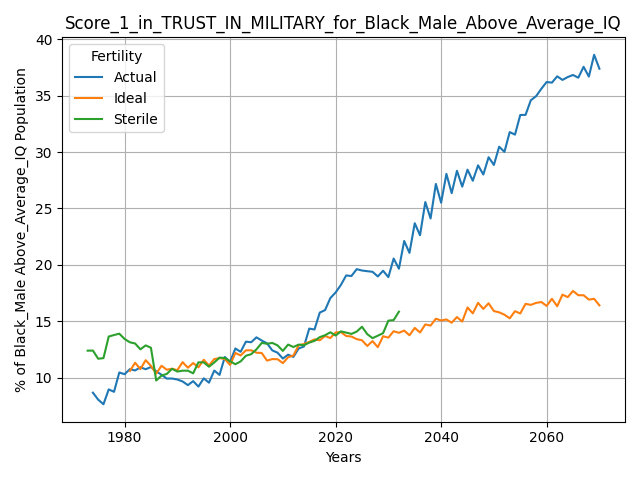 Score_1_in_TRUST_IN_MILITARY_for_Black_Male_Above_Average_IQ
% of Black_Male Above_Average_IQ Population
40
35
30
25
20
15
10
Fertility
Actual
Ideal
Sterile
1980 2000 2020 2040 2060
Years